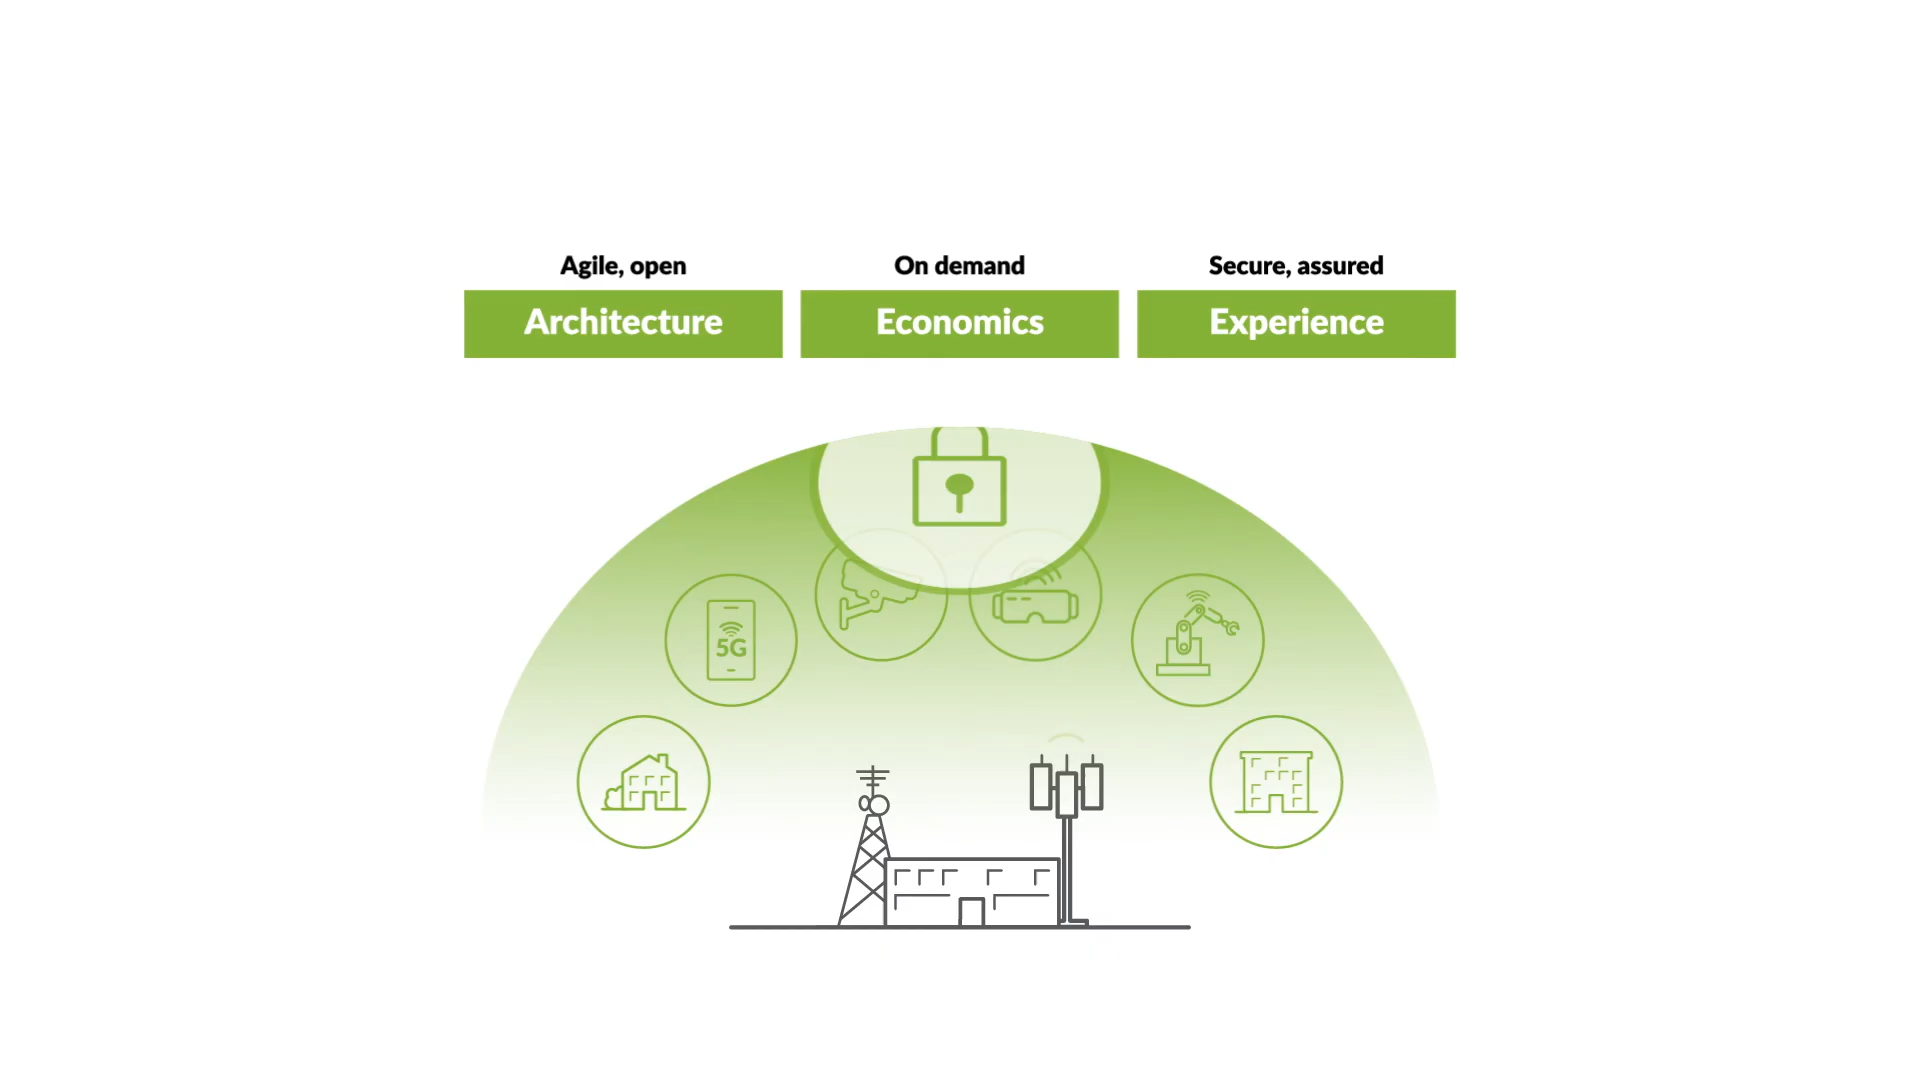 Agile, open
Architecture
On demand
Economics
Secure, assured
Experience
5G